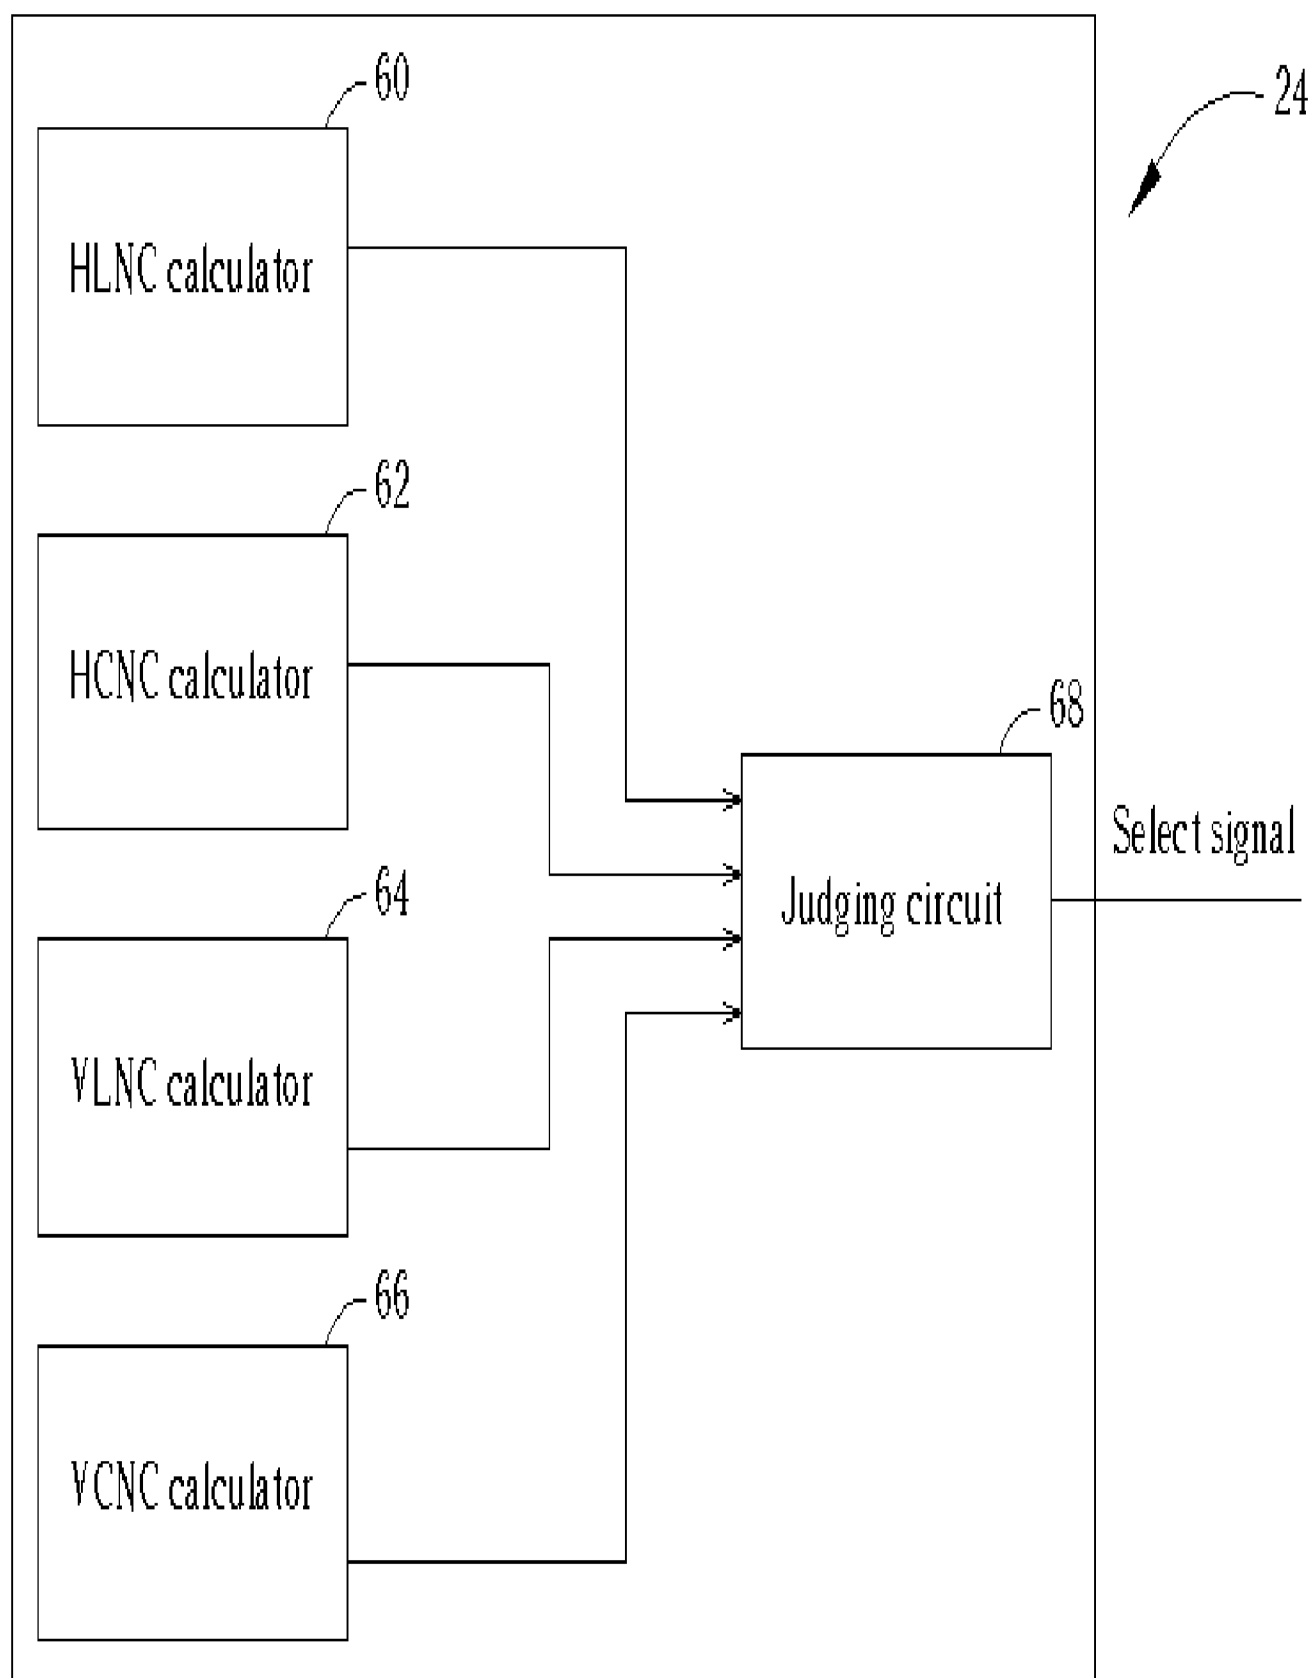 60
24
HLNC calculator
62
HCNC calculator
68
Select signal
64
Judging circuit
VLNC calculator
66
VCNC calculator